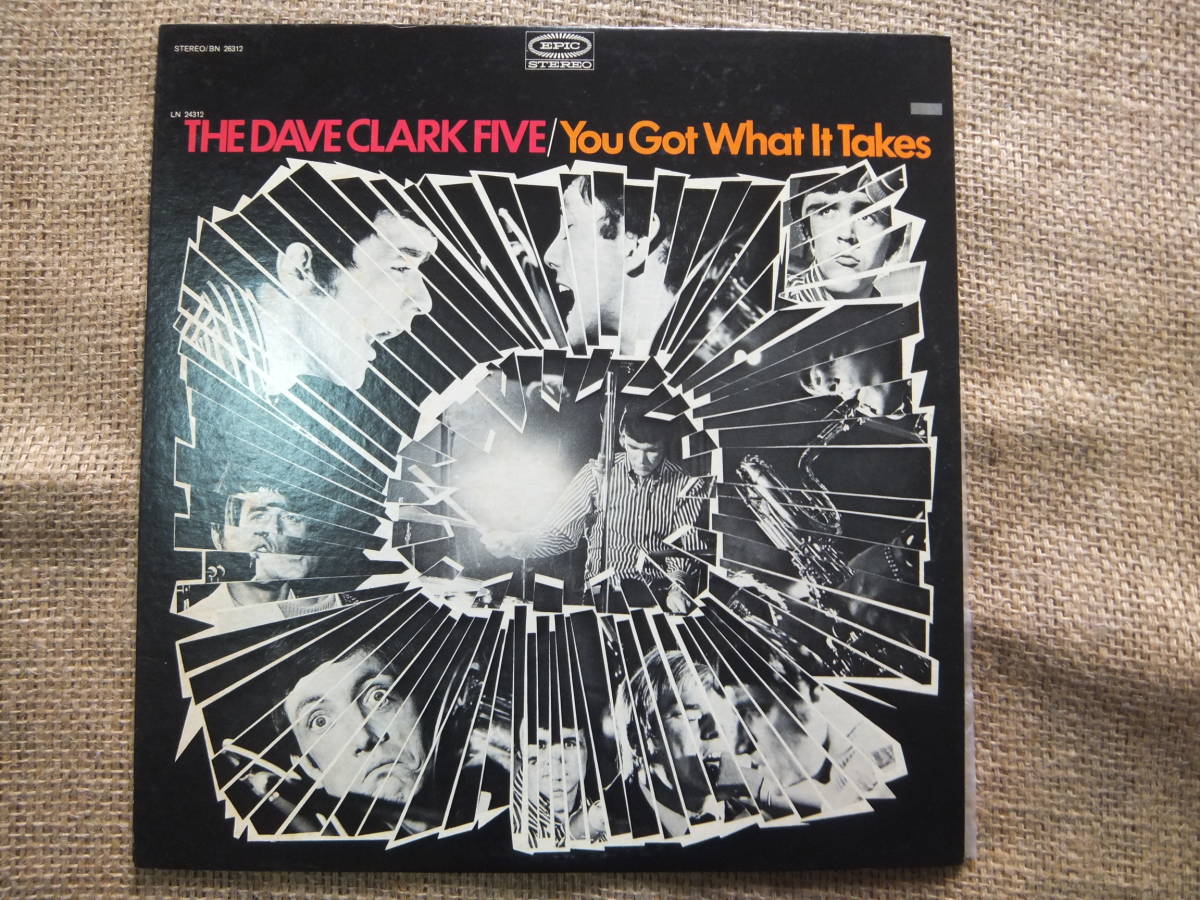 STEREO/BN 26312
EPIC
STEREO
LN 24312
THE DAVE CLARK FIVE/You Got What It Takes